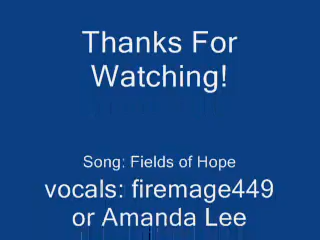 Thanks For
Watching!
Song: Fields of Hope
vocals: firemage449
or Amanda Lee